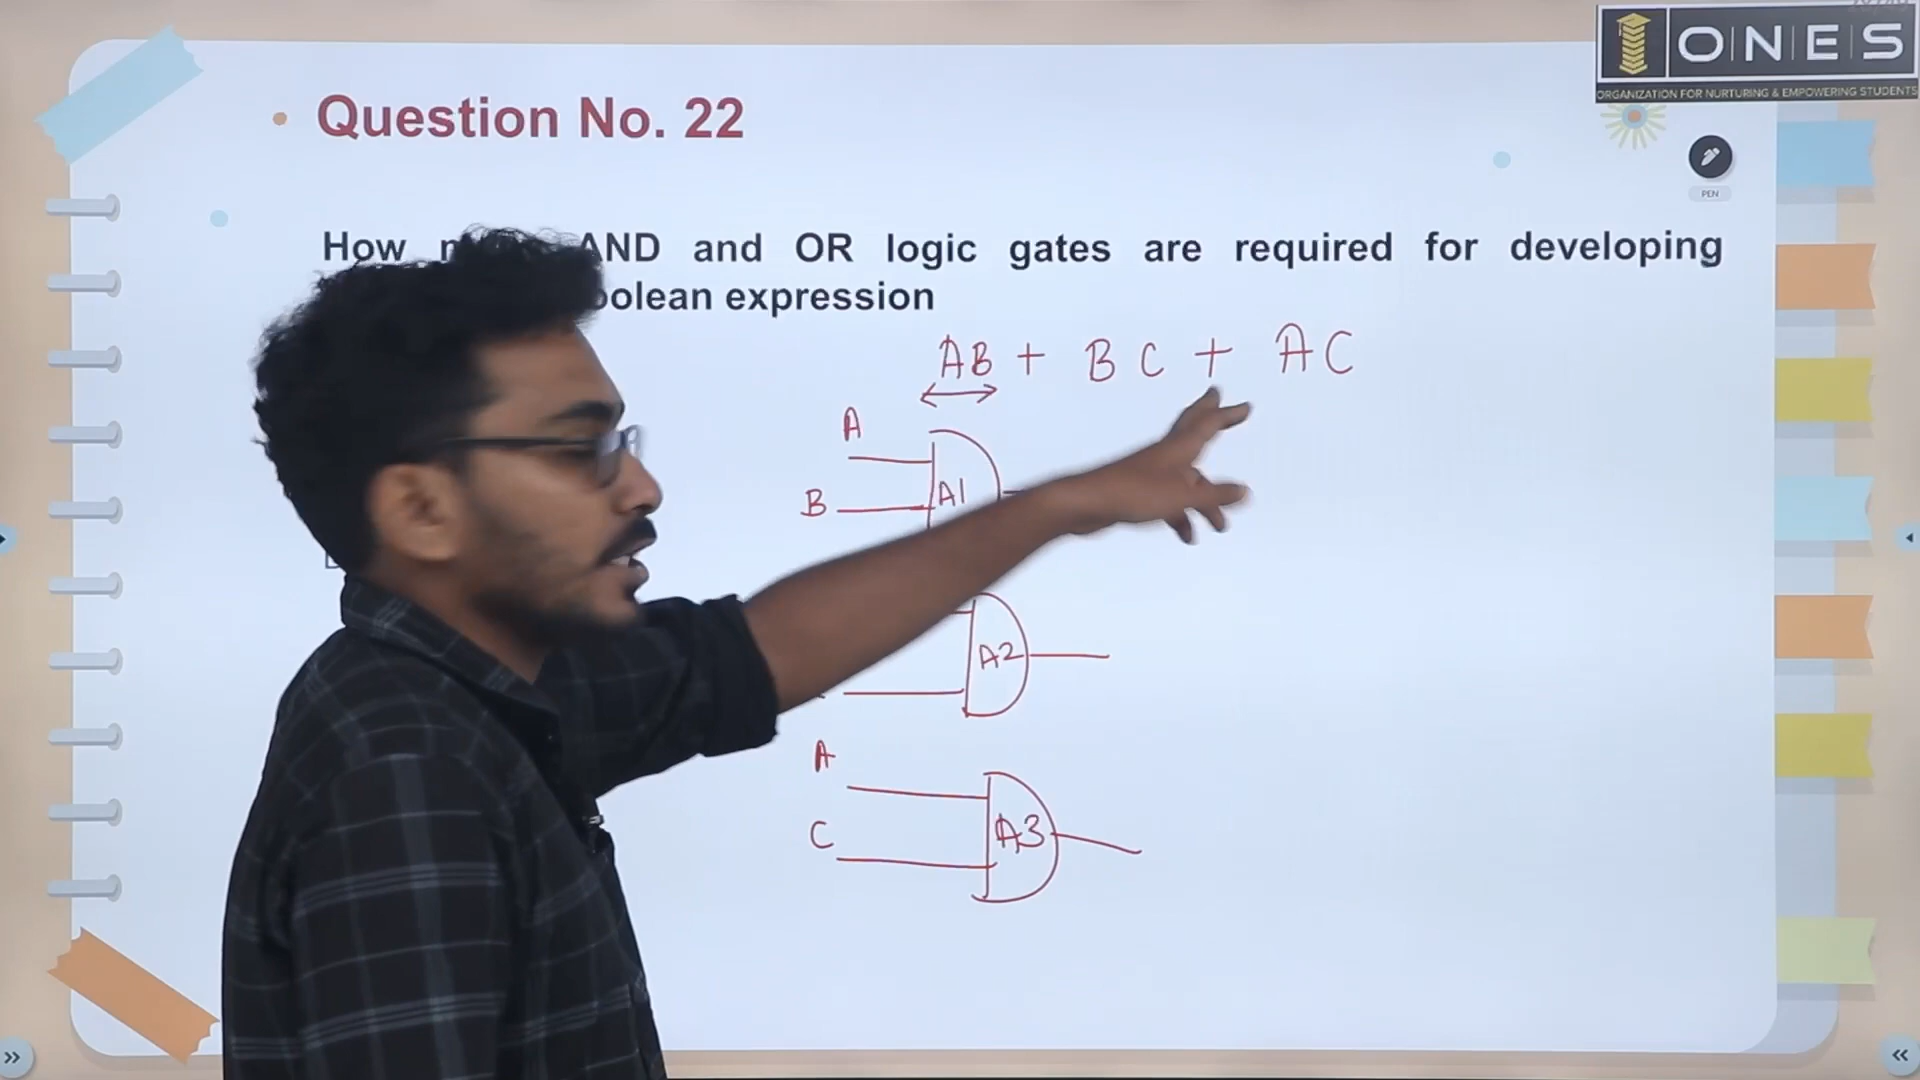 ONES
ORGANIZATION FOR NURTURING & EMPOWERING STUDENTS
Question No. 22
PEN
How AND and OR logic gates are required for developing
expression
AB + BC + AC
A
B
A1
A2
A
C
A3